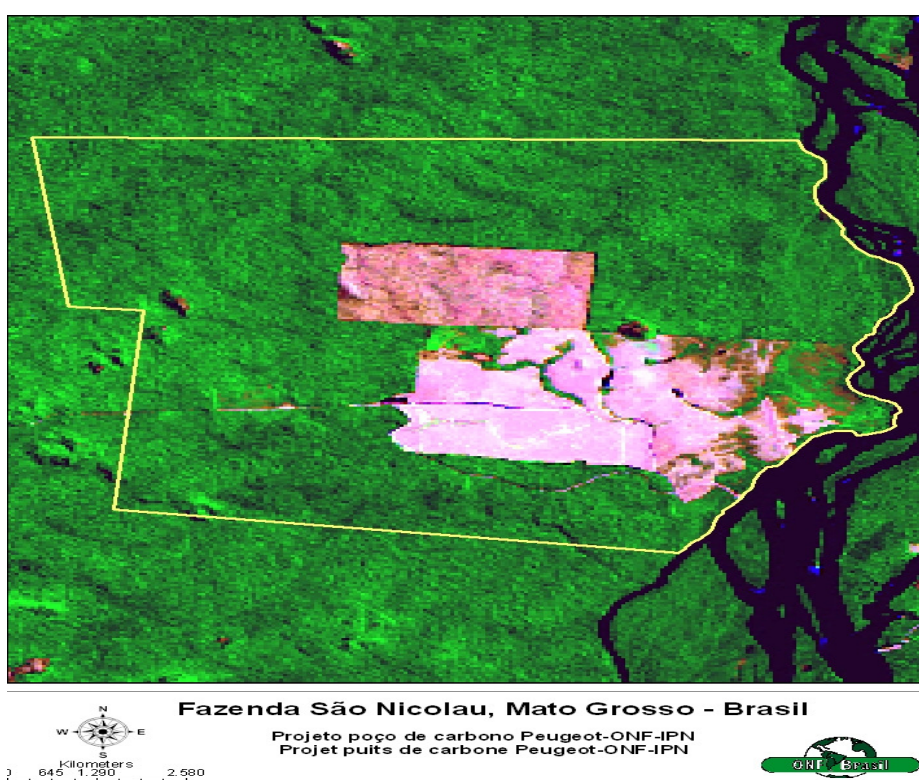 Fazenda São Nicolau, Mato Grosso - Brasil
Projeto poço de carbono Peugeot-ONF-IPN
Projet puits de carbone Peugeot-ONF-IPN
N
W E
S
Kilometers
0 645 1.290 2.580
ONF Brasil